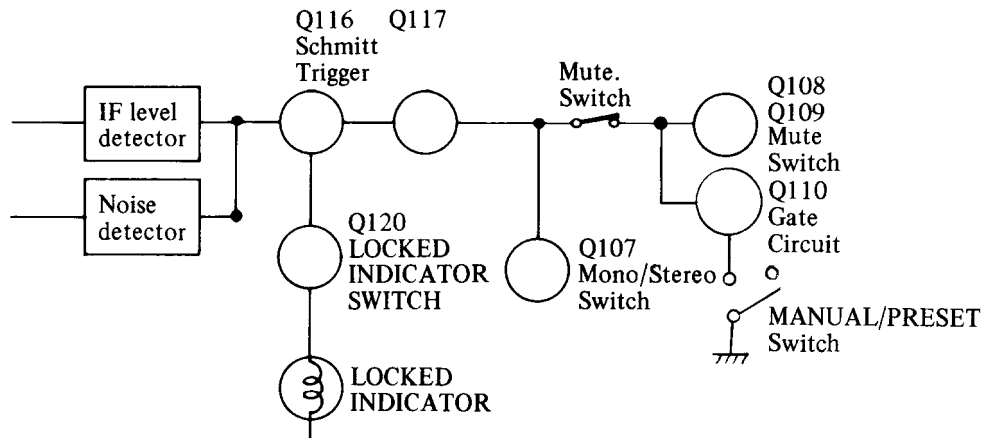 Q116
Schmitt
Trigger
Q117
IF level
detector
Noise
detector
Mute.
Switch
Q108
Q109
Mute
Switch
Q110
Gate
Circuit
Q120
LOCKED
INDICATOR
SWITCH
Q107
Mono/Stereo
Switch
MANUAL/PRESET
Switch
LOCKED
INDICATOR